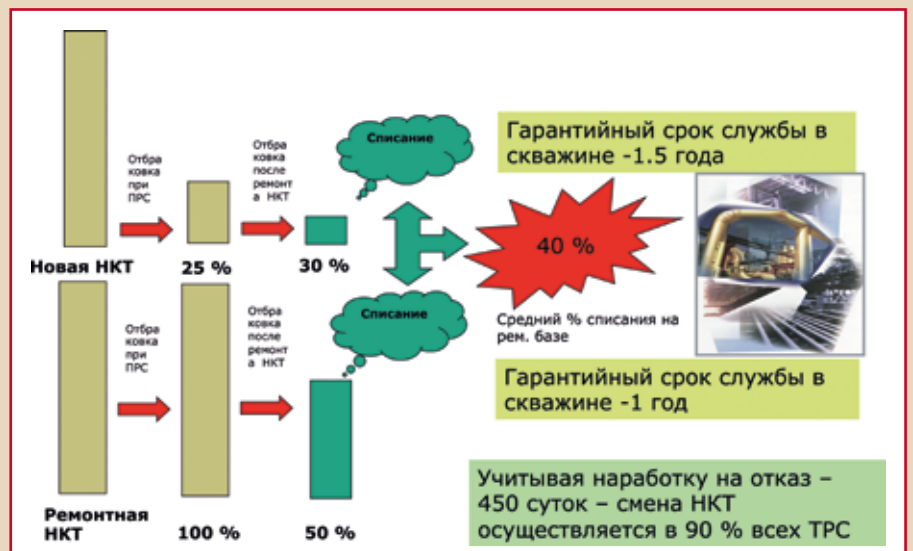 Отбра
ковка
при
ПРС
Отбра
ковка
после
ремонт
а НКТ
Списание
Гарантийный срок службы в
скважине -1.5 года
Новая НКТ
25 %
30 %
40 %
Средний % списания на
рем. базе
Отбра
ковка
при
ПРС
Отбра
ковка
после
ремонт
а НКТ
Списание
Гарантийный срок службы в
скважине -1 год
Ремонтная
НКТ
100 %
50 %
Учитывая наработку на отказ –
450 суток – смена НКТ
осуществляется в 90 % всех ТРС